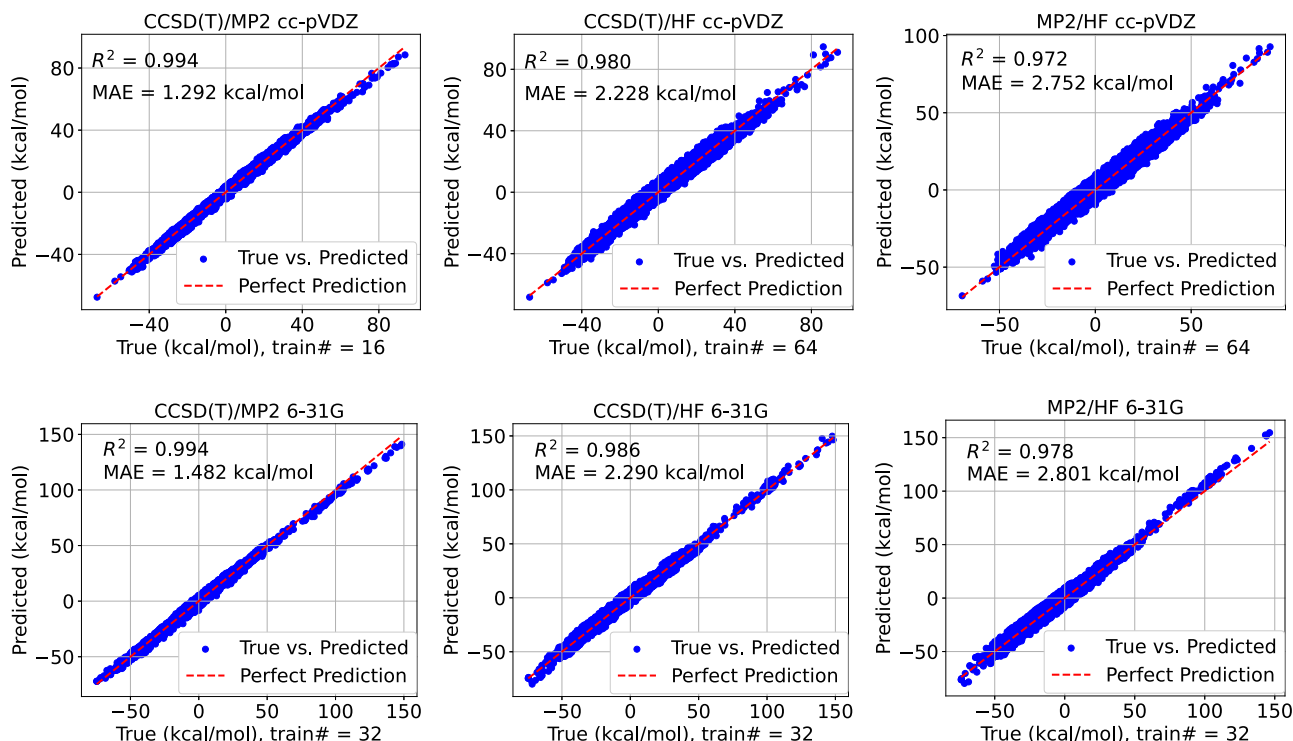 CCSD(T)/MP2 cc-pVDZ
R² = 0.994
MAE = 1.292 kcal/mol
Predicted (kcal/mol)
80
40
0
−40
True vs. Predicted
Perfect Prediction
−40 0 40 80
True (kcal/mol), train# = 16
CCSD(T)/HF cc-pVDZ
R² = 0.980
MAE = 2.228 kcal/mol
Predicted (kcal/mol)
80
40
0
−40
True vs. Predicted
Perfect Prediction
−40 0 40 80
True (kcal/mol), train# = 64
MP2/HF cc-pVDZ
R² = 0.972
MAE = 2.752 kcal/mol
Predicted (kcal/mol)
100
50
0
−50
True vs. Predicted
Perfect Prediction
−50 0 50
True (kcal/mol), train# = 64
CCSD(T)/MP2 6-31G
R² = 0.994
MAE = 1.482 kcal/mol
Predicted (kcal/mol)
150
100
50
0
−50
True vs. Predicted
Perfect Prediction
−50 0 50 100 150
True (kcal/mol), train# = 32
CCSD(T)/HF 6-31G
R² = 0.986
MAE = 2.290 kcal/mol
Predicted (kcal/mol)
150
100
50
0
−50
True vs. Predicted
Perfect Prediction
−50 0 50 100 150
True (kcal/mol), train# = 32
MP2/HF 6-31G
R² = 0.978
MAE = 2.801 kcal/mol
Predicted (kcal/mol)
150
100
50
0
−50
True vs. Predicted
Perfect Prediction
−50 0 50 100 150
True (kcal/mol), train# = 32